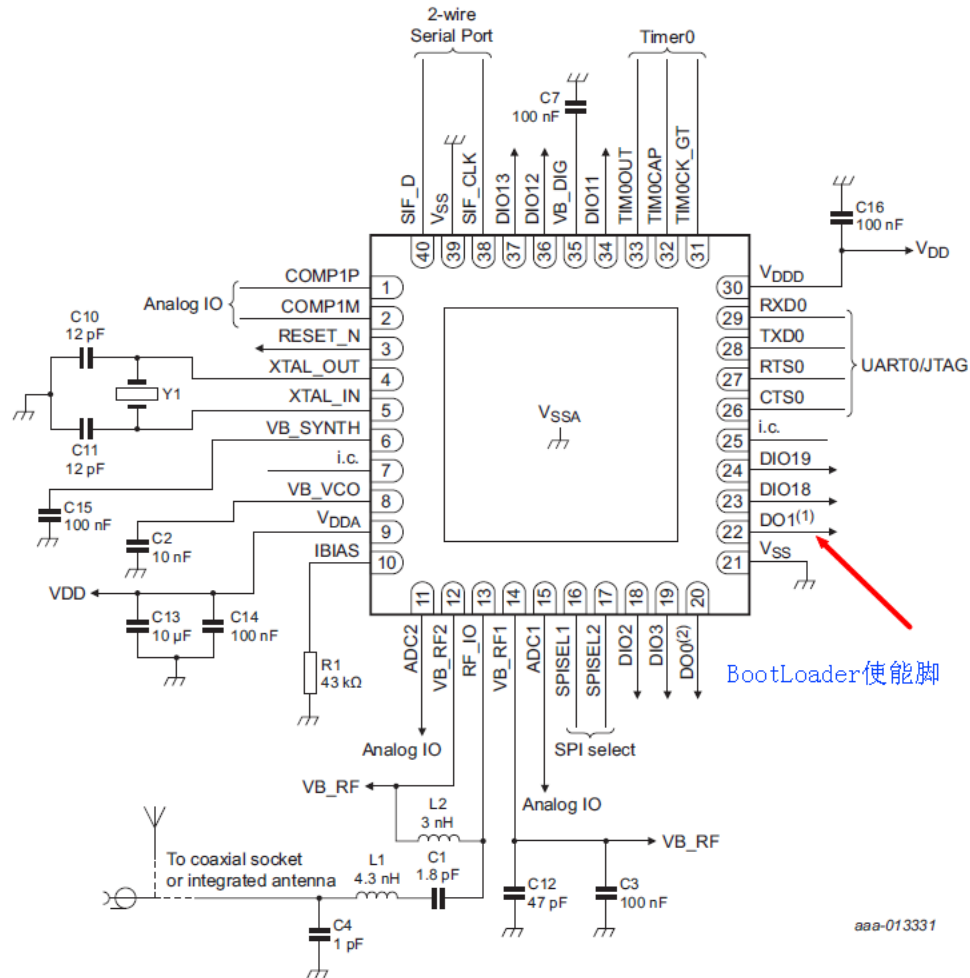 2-wire
Serial Port
Timer0
C7
100 nF
SIF_D
VSS
SIF_CLK
DIO13
DIO12
VB_DIG
DIO11
TIM0OUT
TIM0CAP
TIM0CK_GT
C16
100 nF
VDD
40
39
38
37
36
35
34
33
32
31
Analog IO
COMP1P
1
COMP1M
2
RESET_N
3
C10
12 pF
XTAL_OUT
4
Y1
XTAL_IN
5
C11
12 pF
VB_SYNTH
6
i.c.
7
C15
100 nF
VB_VCO
8
C2
10 nF
VDDA
9
IBIAS
10
VDD
C13
10 µF
C14
100 nF
R1
43 kΩ
VSSA
30
VDDD
29
RXD0
28
TXD0
27
RTS0
26
CTS0
UART0/JTAG
25
i.c.
24
DIO19
23
DIO18
22
DO1(1)
21
VSS
11
12
13
14
15
16
17
18
19
20
ADC2
VB_RF2
RF_IO
VB_RF1
ADC1
SPISEL1
SPISEL2
DIO2
DIO3
DO0(2)
BootLoader使能脚
Analog IO
SPI select
VB_RF
Analog IO
L2
3 nH
VB_RF
To coaxial socket
or integrated antenna
L1
4.3 nH
C1
1.8 pF
C12
47 pF
C3
100 nF
C4
1 pF
aaa-013331